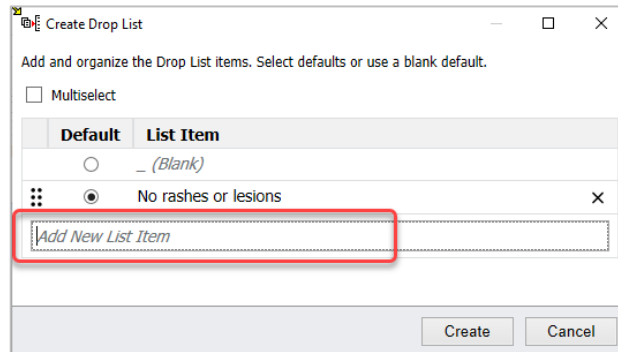 Create Drop List
Add and organize the Drop List items. Select defaults or use a blank default.
Multiselect
Default List Item
_ (Blank)
No rashes or lesions
Add New List Item
Create Cancel